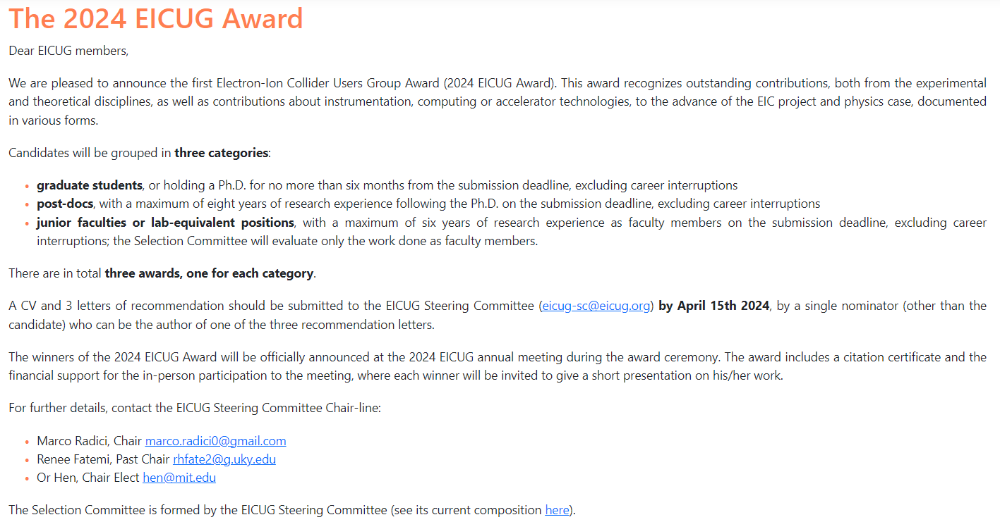 The 2024 EICUG Award
Dear EICUG members,
We are pleased to announce the first Electron-Ion Collider Users Group Award (2024 EICUG Award). This award recognizes outstanding contributions, both from the experimental
and theoretical disciplines, as well as contributions about instrumentation, computing or accelerator technologies, to the advance of the EIC project and physics case, documented
in various forms.
Candidates will be grouped in three categories:
• graduate students, or holding a Ph.D. for no more than six months from the submission deadline, excluding career interruptions
• post-docs, with a maximum of eight years of research experience following the Ph.D. on the submission deadline, excluding career interruptions
• junior faculties or lab-equivalent positions, with a maximum of six years of research experience as faculty members on the submission deadline, excluding career
interruptions; the Selection Committee will evaluate only the work done as faculty members.
There are in total three awards, one for each category.
A CV and 3 letters of recommendation should be submitted to the EICUG Steering Committee (eicug-sc@eicug.org) by April 15th 2024, by a single nominator (other than the
candidate) who can be the author of one of the three recommendation letters.
The winners of the 2024 EICUG Award will be officially announced at the 2024 EICUG annual meeting during the award ceremony. The award includes a citation certificate and the
financial support for the in-person participation to the meeting, where each winner will be invited to give a short presentation on his/her work.
For further details, contact the EICUG Steering Committee Chair-line:
• Marco Radici, Chair marco.radici0@gmail.com
• Renee Fatemi, Past Chair rhfate2@g.uky.edu
• Or Hen, Chair Elect hen@mit.edu
The Selection Committee is formed by the EICUG Steering Committee (see its current composition here).